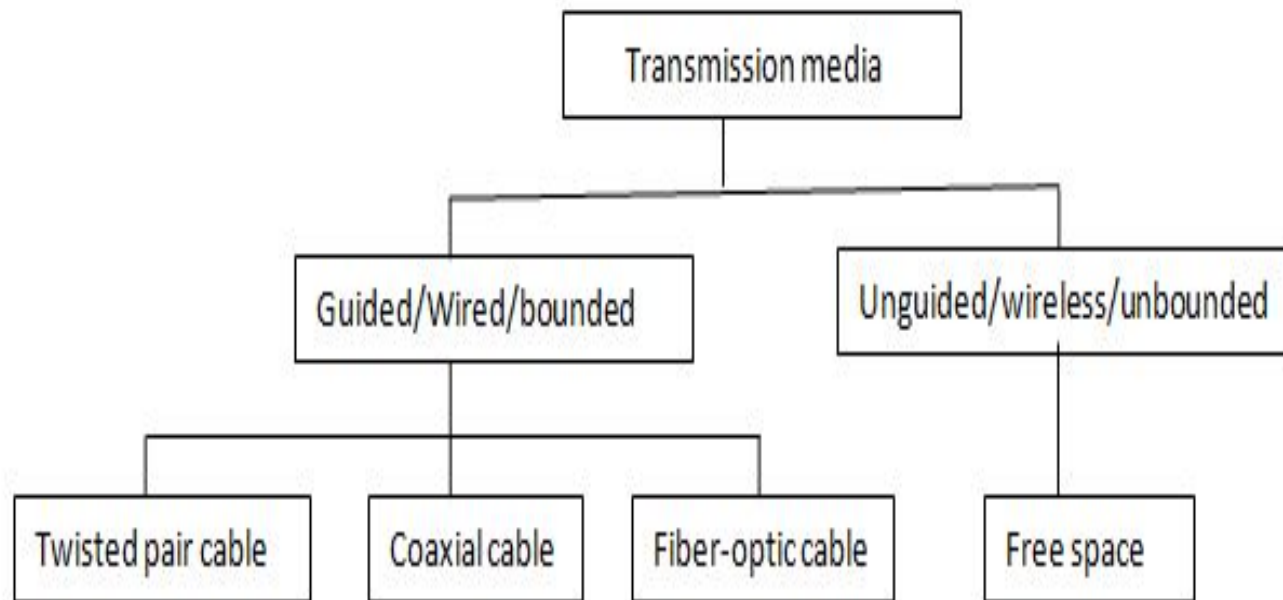 Transmission media
Guided/Wired/bounded
Unguided/wireless/unbounded
Twisted pair cable
Coaxial cable
Fiber-optic cable
Free space